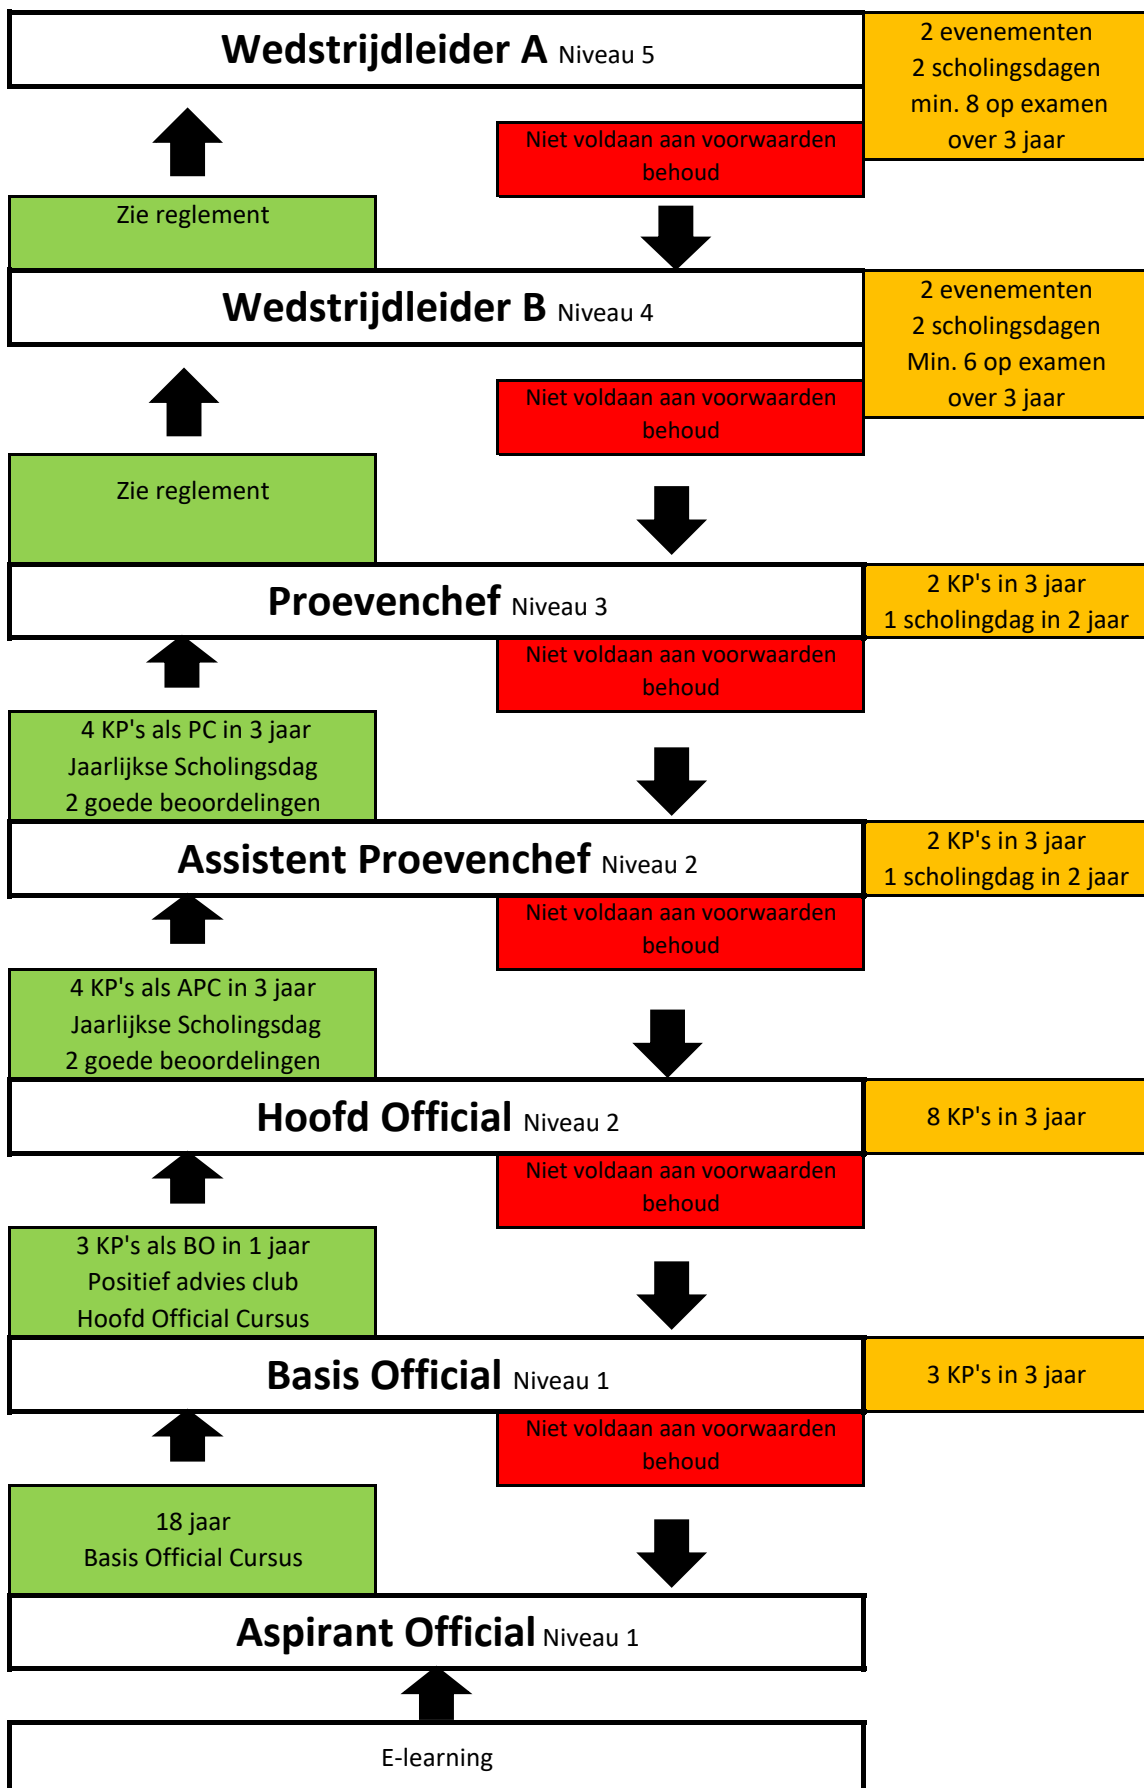 Wedstrijdleider A Niveau 5
2 evenementen
2 scholingsdagen
min. 8 op examen
over 3 jaar
Niet voldaan aan voorwaarden
behoud
Zie reglement
Wedstrijdleider B Niveau 4
2 evenementen
2 scholingsdagen
Min. 6 op examen
over 3 jaar
Niet voldaan aan voorwaarden
behoud
Zie reglement
Proevenchef Niveau 3
2 KP's in 3 jaar
1 scholingdag in 2 jaar
Niet voldaan aan voorwaarden
behoud
4 KP's als PC in 3 jaar
Jaarlijkse Scholingsdag
2 goede beoordelingen
Assistent Proevenchef Niveau 2
2 KP's in 3 jaar
1 scholingdag in 2 jaar
Niet voldaan aan voorwaarden
behoud
4 KP's als APC in 3 jaar
Jaarlijkse Scholingsdag
2 goede beoordelingen
Hoofd Official Niveau 2
8 KP's in 3 jaar
Niet voldaan aan voorwaarden
behoud
3 KP's als BO in 1 jaar
Positief advies club
Hoofd Official Cursus
Basis Official Niveau 1
3 KP's in 3 jaar
Niet voldaan aan voorwaarden
behoud
18 jaar
Basis Official Cursus
Aspirant Official Niveau 1
E-learning